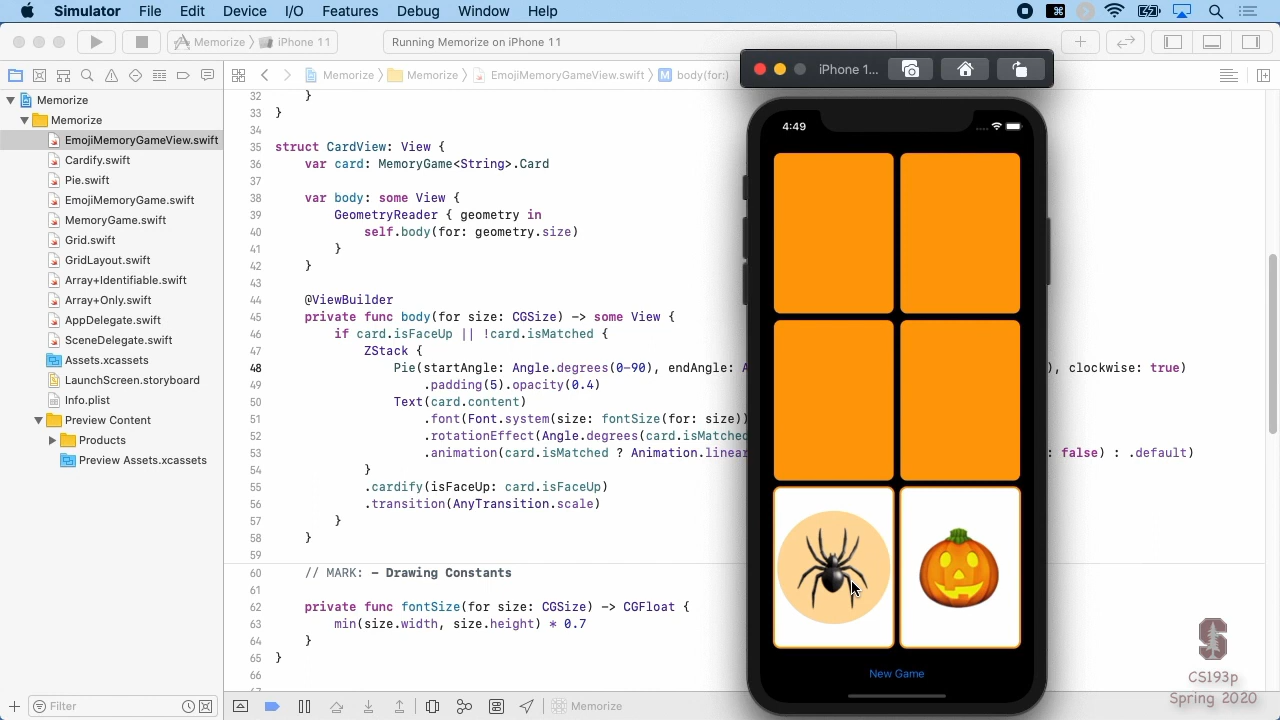 Simulator File Edit Device I/O Features Debug Window Help
Memorize iPhone 11
Running Memorize on iPhone 11
iPhone 1...
Memorize Memorize EmojiMemoryGameView.swift M body(for:)
Memorize
Memorize
EmojiMemoryGameView.swift
Cardify.swift
Pie.swift
EmojiMemoryGame.swift
MemoryGame.swift
Grid.swift
GridLayout.swift
Array+Identifiable.swift
Array+Only.swift
AppDelegate.swift
SceneDelegate.swift
Assets.xcassets
LaunchScreen.storyboard
Info.plist
Preview Content
Products
Preview Assets.xcassets
Filter
32 }
33 }
34
35 struct CardView: View {
36 var card: MemoryGame<String>.Card
37
38 var body: some View {
39 GeometryReader { geometry in
40 self.body(for: geometry.size)
41 }
42 }
43
44 @ViewBuilder
45 private func body(for size: CGSize) -> some View {
46 if card.isFaceUp || !card.isMatched {
47 ZStack {
48 Pie(startAngle: Angle.degrees(0-90), endAngle: A ), clockwise: true)
49 .padding(5).opacity(0.4)
50 Text(card.content)
51 .font(Font.system(size: fontSize(for: size))
52 .rotationEffect(Angle.degrees(card.isMatched
53 .animation(card.isMatched ? Animation.linear : false) : .default)
54 }
55 .cardify(isFaceUp: card.isFaceUp)
56 .transition(AnyTransition.scale)
57 }
58 }
59
60 // MARK: - Drawing Constants
61
62 private func fontSize(for size: CGSize) -> CGFloat {
63 min(size.width, size.height) * 0.7
64 }
65 }
66
4:49
New Game
Memorize
CS193p
Spring 2020